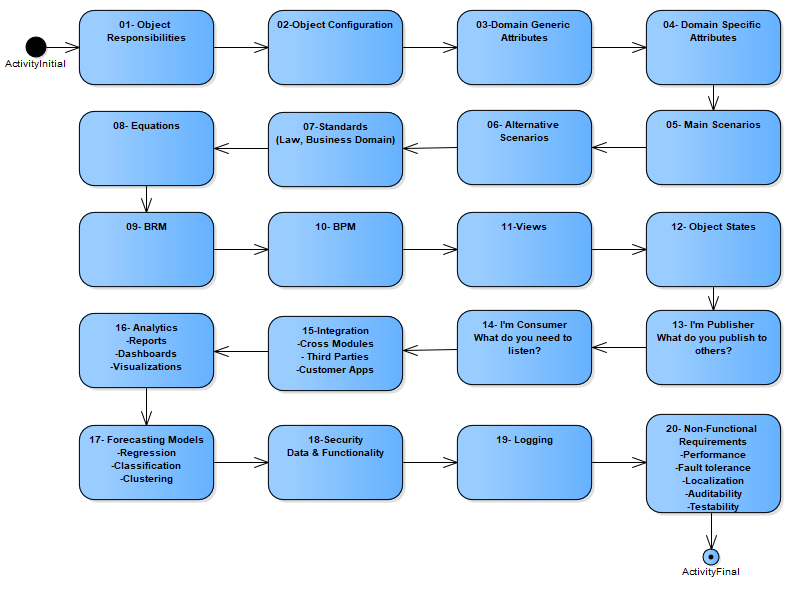 ActivityInitial
01- Object
Responsibilities
02-Object Configuration
03-Domain Generic
Attributes
04- Domain Specific
Attributes
05- Main Scenarios
06- Alternative
Scenarios
07-Standards
(Law, Business Domain)
08- Equations
09- BRM
10- BPM
11-Views
12- Object States
13- I'm Publisher
What do you publish to
others?
14- I'm Consumer
What do you need to
listen?
15-Integration
-Cross Modules
- Third Parties
-Customer Apps
16- Analytics
-Reports
-Dashboards
-Visualizations
17- Forecasting Models
-Regression
-Classification
-Clustering
18-Security
Data & Functionality
19- Logging
20- Non-Functional
Requirements
-Performance
-Fault tolerance
-Localization
-Auditability
-Testability
ActivityFinal